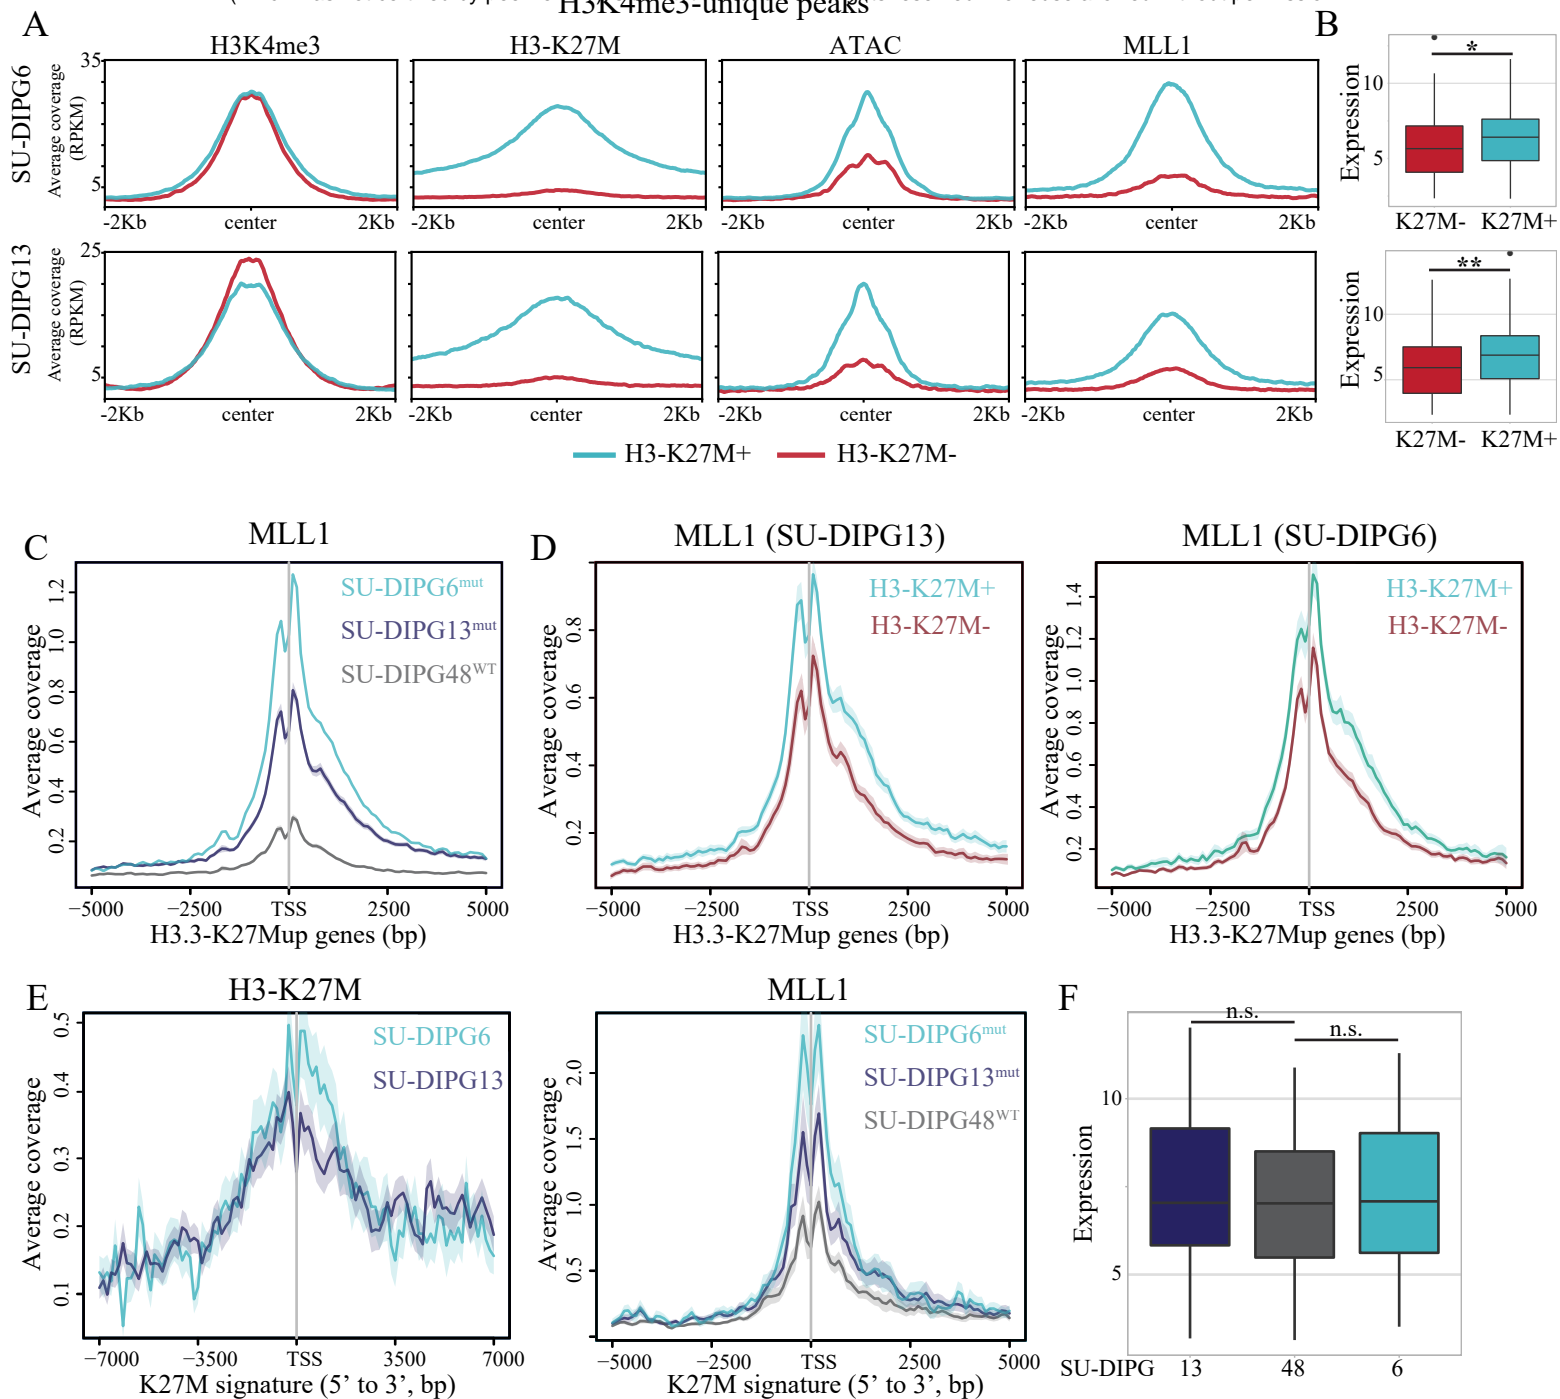 H3K4me3-unique peaks
A
B
H3K4me3 H3-K27M ATAC MLL1
SU-DIPG6
Average coverage
(RPKM)
35
5
-2Kb center 2Kb
-2Kb center 2Kb
-2Kb center 2Kb
-2Kb center 2Kb
Expression
10
5
*
K27M- K27M+
SU-DIPG13
Average coverage
(RPKM)
25
5
-2Kb center 2Kb
-2Kb center 2Kb
-2Kb center 2Kb
-2Kb center 2Kb
Expression
10
5
**
K27M- K27M+
H3-K27M+ H3-K27M-
C
MLL1
SU-DIPG6mut
SU-DIPG13mut
SU-DIPG48WT
Average coverage
1.2
1.0
0.8
0.6
0.4
0.2
−5000 −2500 TSS 2500 5000
H3.3-K27Mup genes (bp)
D
MLL1 (SU-DIPG13)
H3-K27M+
H3-K27M-
Average coverage
0.8
0.6
0.4
0.2
−5000 −2500 TSS 2500 5000
H3.3-K27Mup genes (bp)
MLL1 (SU-DIPG6)
H3-K27M+
H3-K27M-
Average coverage
1.4
1.2
1.0
0.8
0.6
0.4
0.2
−5000 −2500 TSS 2500 5000
H3.3-K27Mup genes (bp)
E
H3-K27M
SU-DIPG6
SU-DIPG13
Average coverage
0.5
0.4
0.3
0.2
0.1
−7000 −3500 TSS 3500 7000
K27M signature (5’ to 3’, bp)
MLL1
SU-DIPG6mut
SU-DIPG13mut
SU-DIPG48WT
Average coverage
2.0
1.5
1.0
0.5
−5000 −2500 TSS 2500 5000
K27M signature (5’ to 3’, bp)
F
n.s.
n.s.
Expression
10
5
SU-DIPG 13 48 6